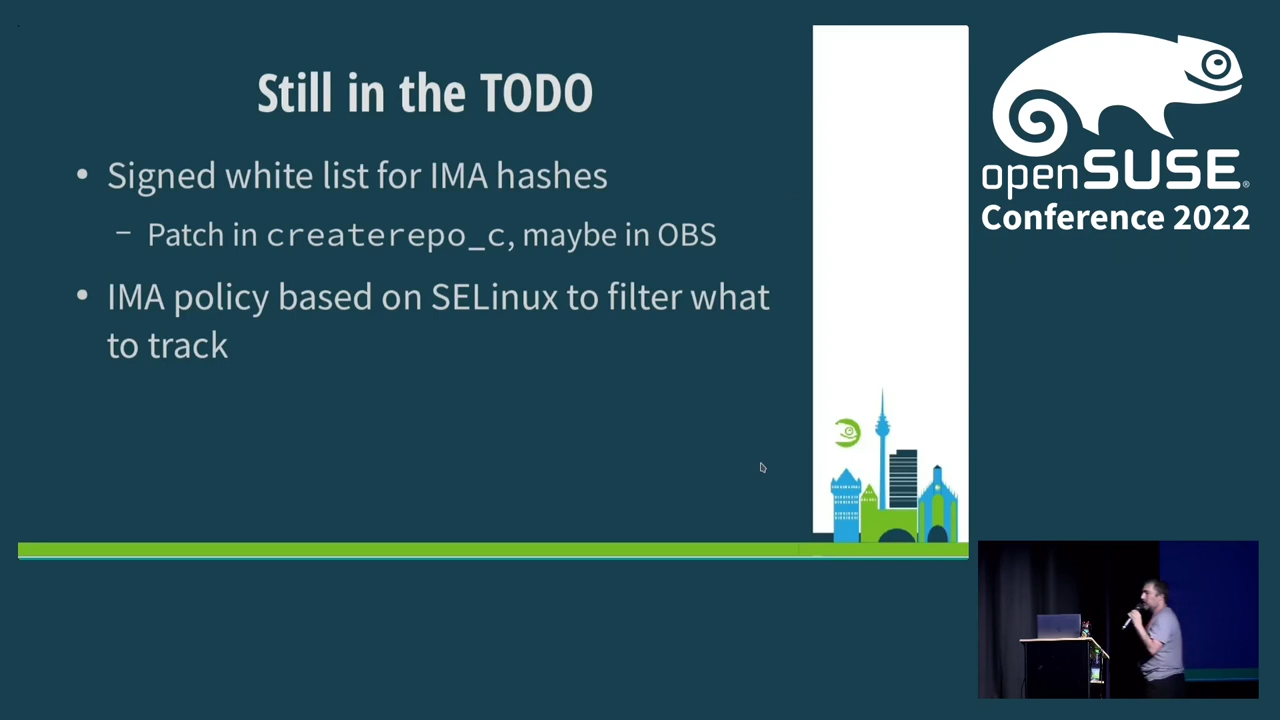 Still in the TODO
• Signed white list for IMA hashes
– Patch in createrepo_c, maybe in OBS
• IMA policy based on SELinux to filter what
to track
openSUSE®
Conference 2022